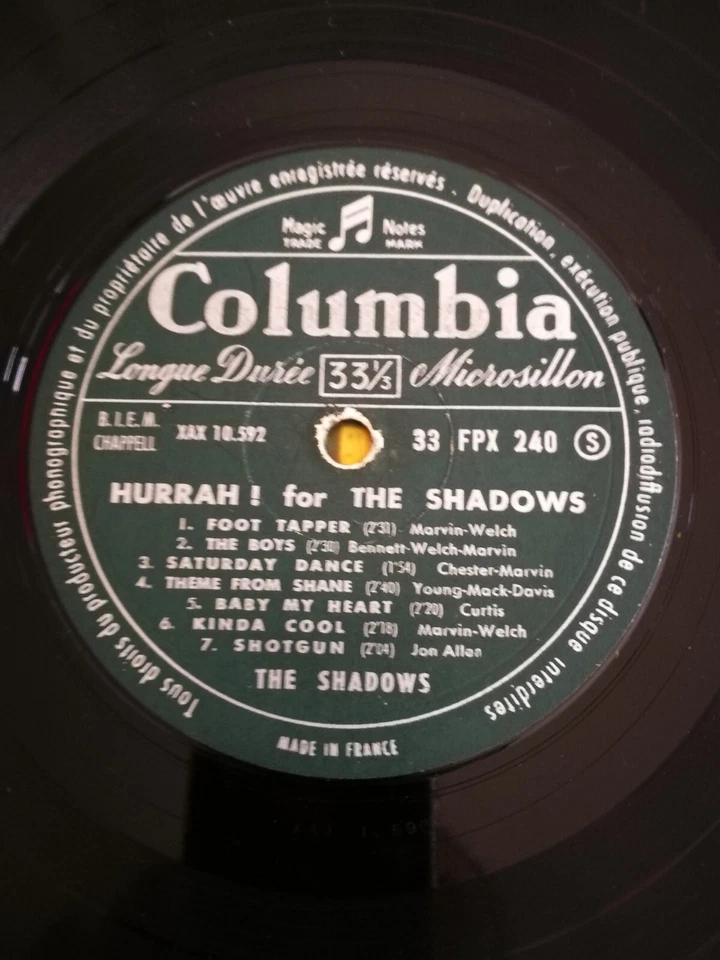 Tous droits du producteur phonographique et du propriétaire de l'œuvre enregistrée réservés. Duplication, exécution publique, radiodiffusion de ce disque interdites
Magic Notes
TRADE MARK
Columbia
Longue Durée 33⅓ Microsillon
B.I.E.M. XAX 10.592 33 FPX 240 S
CHAPPELL
HURRAH ! for THE SHADOWS
1. FOOT TAPPER (2'31) Marvin-Welch
2. THE BOYS (2'30) Bennett-Welch-Marvin
3. SATURDAY DANCE (1'54) Chester-Marvin
4. THEME FROM SHANE (2'40) Young-Mack-Davis
5. BABY MY HEART (2'20) Curtis
6. KINDA COOL (2'18) Marvin-Welch
7. SHOTGUN (2'04) Jon Allen
THE SHADOWS
MADE IN FRANCE